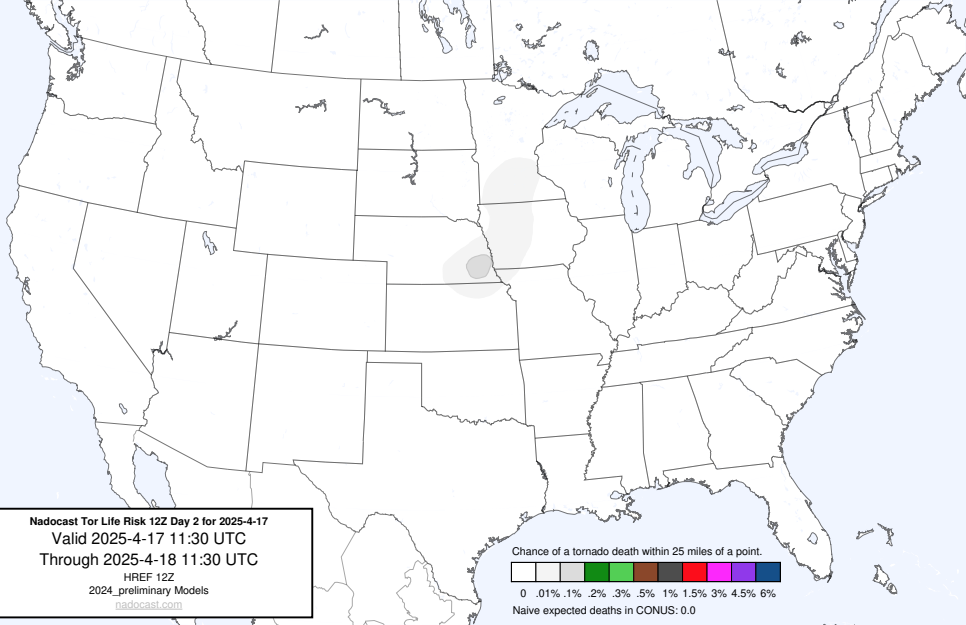 Nadocast Tor Life Risk 12Z Day 2 for 2025-4-17
Valid 2025-4-17 11:30 UTC
Through 2025-4-18 11:30 UTC
HREF 12Z
2024_preliminary Models
nadocast.com
Chance of a tornado death within 25 miles of a point.
0 .01% .1% .2% .3% .5% 1% 1.5% 3% 4.5% 6%
Naive expected deaths in CONUS: 0.0